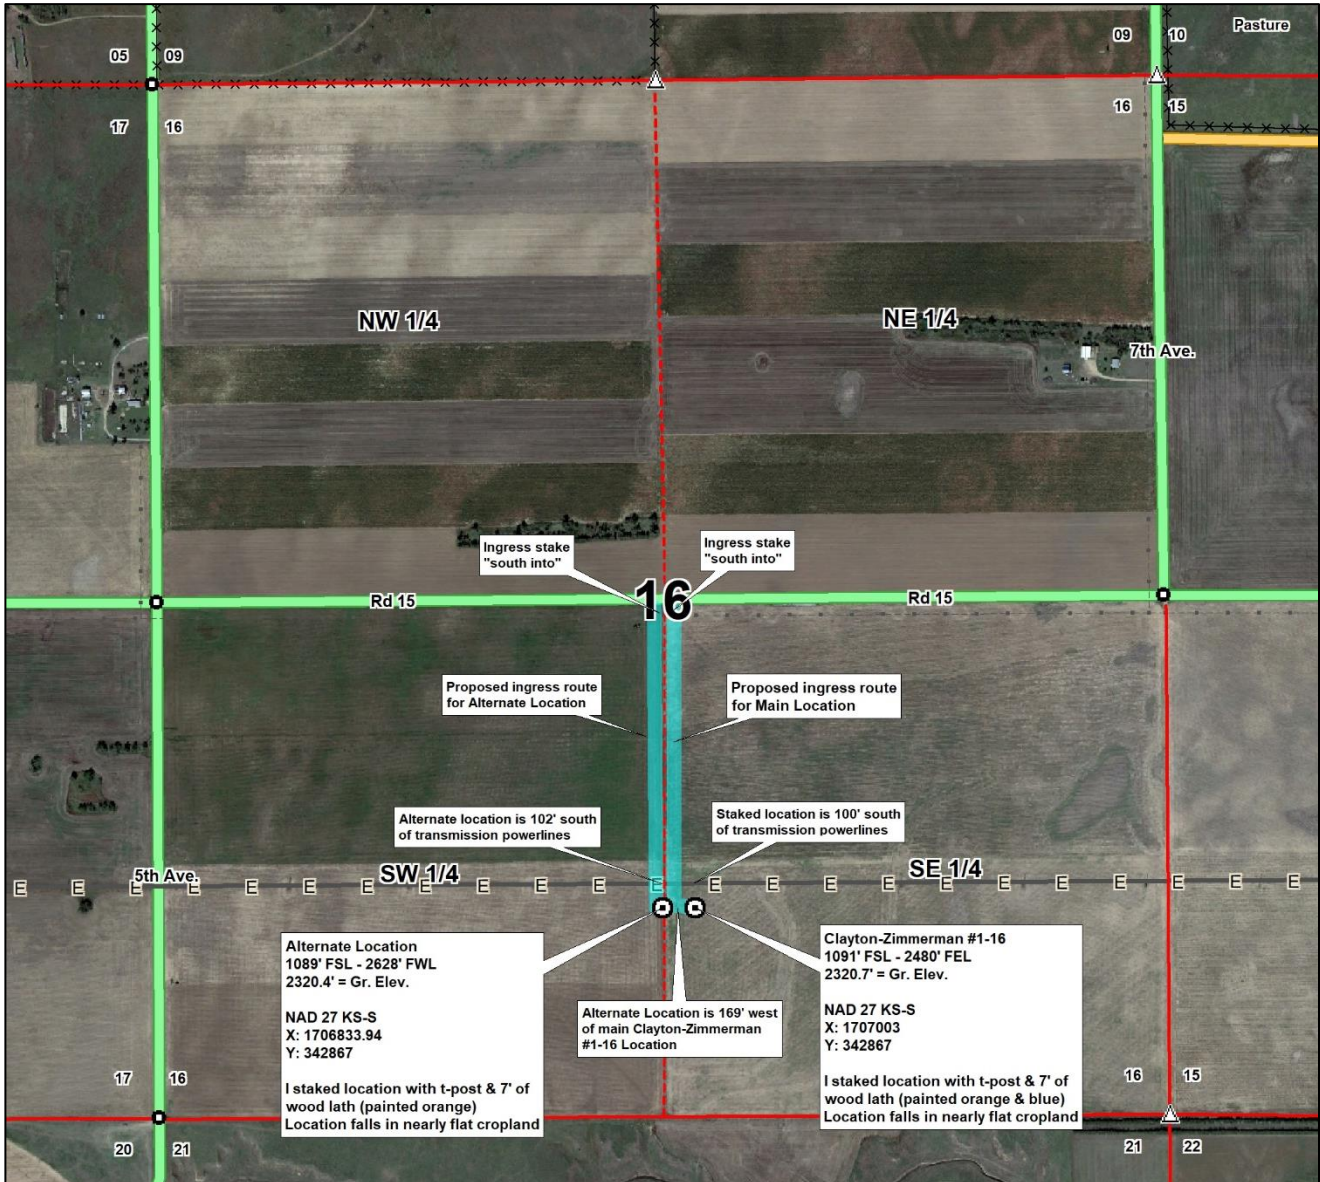 05 09
09 10
Pasture
17 16
16 15
NW 1/4
NE 1/4
7th Ave.
Ingress stake
"south into"
Ingress stake
"south into"
16
Rd 15
Rd 15
Proposed ingress route
for Alternate Location
Proposed ingress route
for Main Location
Alternate location is 102' south
of transmission powerlines
Staked location is 100' south
of transmission powerlines
5th Ave.
SW 1/4
SE 1/4
E E E E E E E E E E E E E E E E E E E E E E E
Alternate Location
1089' FSL - 2628' FWL
2320.4' = Gr. Elev.
NAD 27 KS-S
X: 1706833.94
Y: 342867
I staked location with t-post & 7' of
wood lath (painted orange)
Location falls in nearly flat cropland
Alternate Location is 169' west
of main Clayton-Zimmerman
#1-16 Location
Clayton-Zimmerman #1-16
1091' FSL - 2480' FEL
2320.7' = Gr. Elev.
NAD 27 KS-S
X: 1707003
Y: 342867
I staked location with t-post & 7' of
wood lath (painted orange & blue)
Location falls in nearly flat cropland
17 16
16 15
20 21
21 22